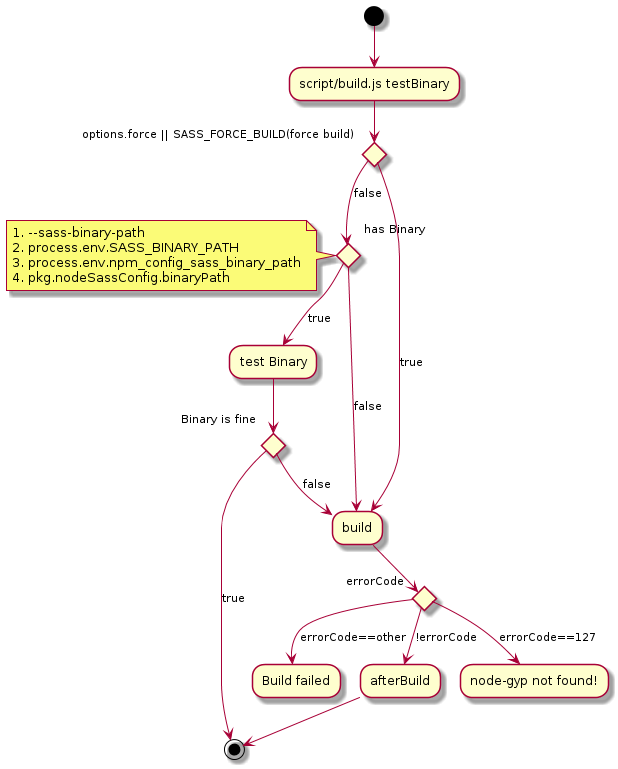 script/build.js testBinary
options.force || SASS_FORCE_BUILD(force build)
false
has Binary
1. --sass-binary-path
2. process.env.SASS_BINARY_PATH
3. process.env.npm_config_sass_binary_path
4. pkg.nodeSassConfig.binaryPath
true
test Binary
true
false
Binary is fine
false
build
errorCode
true
errorCode==other
!errorCode
errorCode==127
Build failed
afterBuild
node-gyp not found!